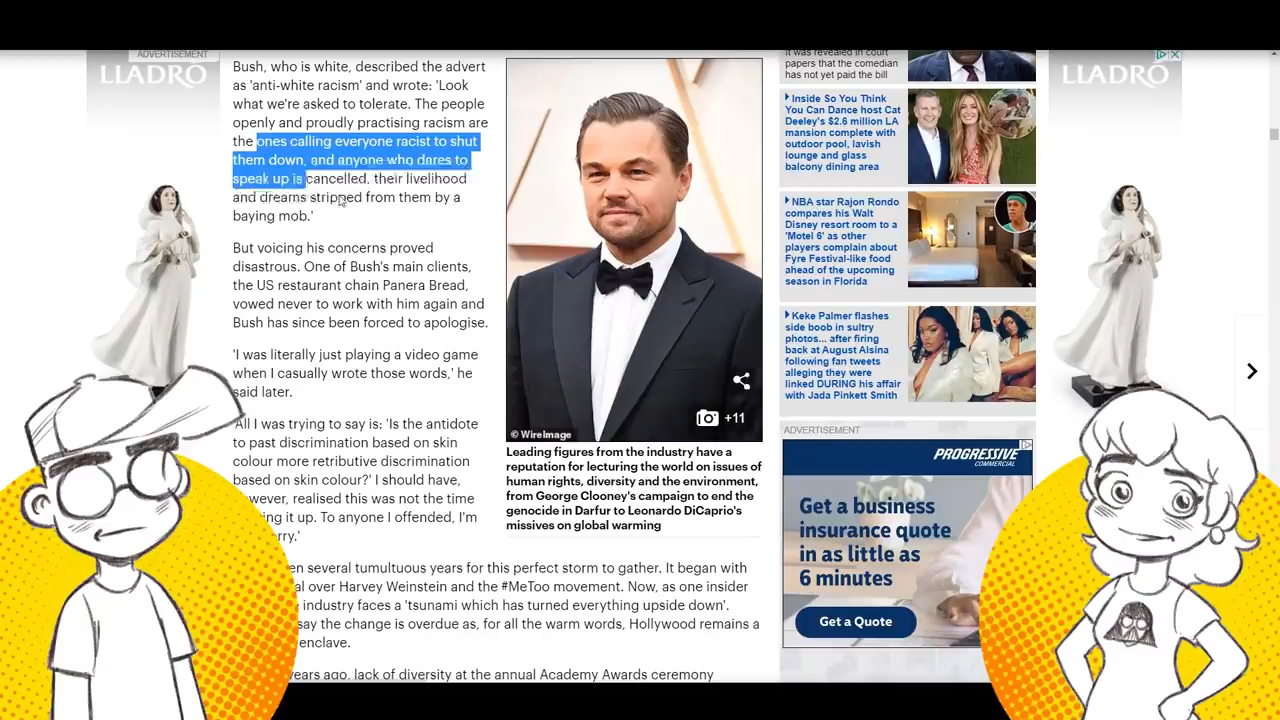 ADVERTISEMENT
LLADRÓ
Bush, who is white, described the advert
as 'anti-white racism' and wrote: 'Look
what we're asked to tolerate. The people
openly and proudly practising racism are
the ones calling everyone racist to shut
them down, and anyone who dares to
speak up is cancelled, their livelihood
and dreams stripped from them by a
baying mob.'
But voicing his concerns proved
disastrous. One of Bush's main clients,
the US restaurant chain Panera Bread,
vowed never to work with him again and
Bush has since been forced to apologise.
'I was literally just playing a video game
when I casually wrote those words,' he
said later.
'All I was trying to say is: 'Is the antidote
to past discrimination based on skin
colour more retributive discrimination
based on skin colour?' I should have,
however, realised this was not the time
ing it up. To anyone I offended, I'm
rry.'
en several tumultuous years for this perfect storm to gather. It began with
al over Harvey Weinstein and the #MeToo movement. Now, as one insider
industry faces a 'tsunami which has turned everything upside down'.
say the change is overdue as, for all the warm words, Hollywood remains a
enclave.
years ago, lack of diversity at the annual Academy Awards ceremony
+11
© WireImage
Leading figures from the industry have a
reputation for lecturing the world on issues of
human rights, diversity and the environment,
from George Clooney's campaign to end the
genocide in Darfur to Leonardo DiCaprio's
missives on global warming
It was revealed in court
papers that the comedian
has not yet paid the bill
Inside So You Think
You Can Dance host Cat
Deeley's $2.6 million LA
mansion complete with
outdoor pool, lavish
lounge and glass
balcony dining area
NBA star Rajon Rondo
compares his Walt
Disney resort room to a
'Motel 6' as other
players complain about
Fyre Festival-like food
ahead of the upcoming
season in Florida
Keke Palmer flashes
side boob in sultry
photos... after firing
back at August Alsina
following fan tweets
alleging they were
linked DURING his affair
with Jada Pinkett Smith
ADVERTISEMENT
PROGRESSIVE
COMMERCIAL
Get a business
insurance quote
in as little as
6 minutes
Get a Quote
LLADRÓ